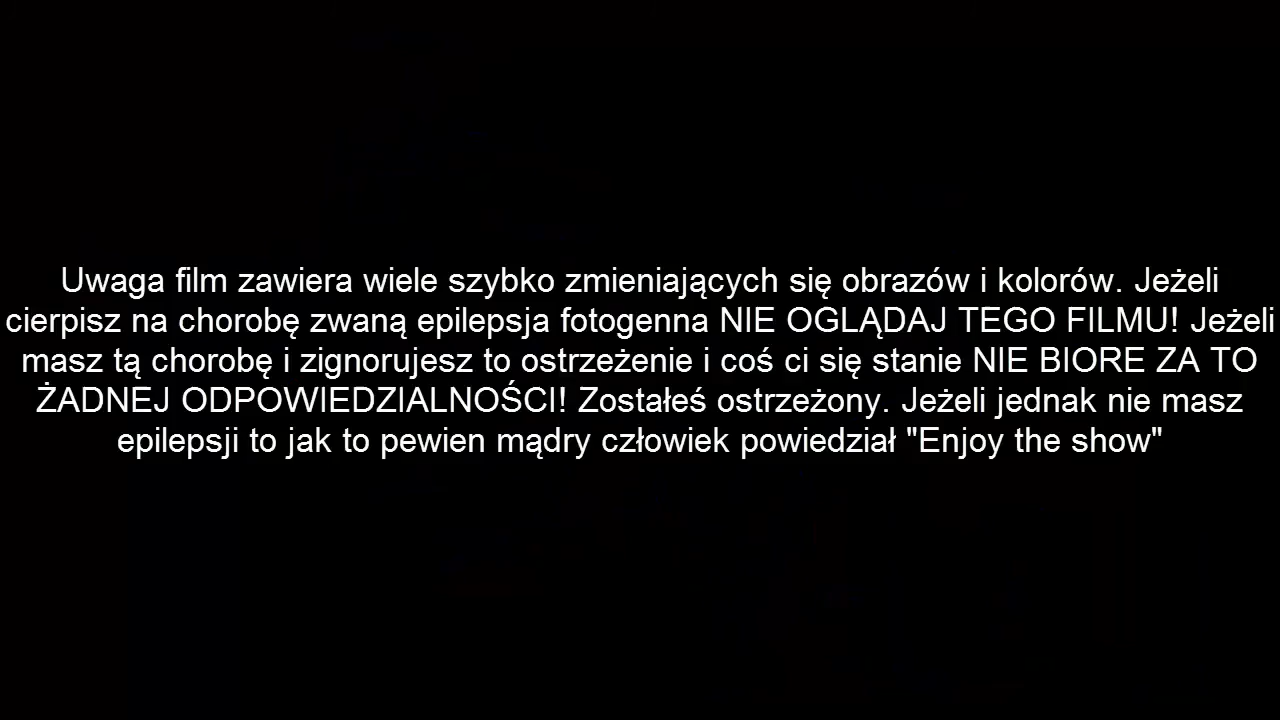 Uwaga film zawiera wiele szybko zmieniających się obrazów i kolorów. Jeżeli
cierpisz na chorobę zwaną epilepsja fotogenna NIE OGLĄDAJ TEGO FILMU! Jeżeli
masz tą chorobę i zignorujesz to ostrzeżenie i coś ci się stanie NIE BIORE ZA TO
ŻADNEJ ODPOWIEDZIALNOŚCI! Zostałeś ostrzeżony. Jeżeli jednak nie masz
epilepsji to jak to pewien mądry człowiek powiedział "Enjoy the show"